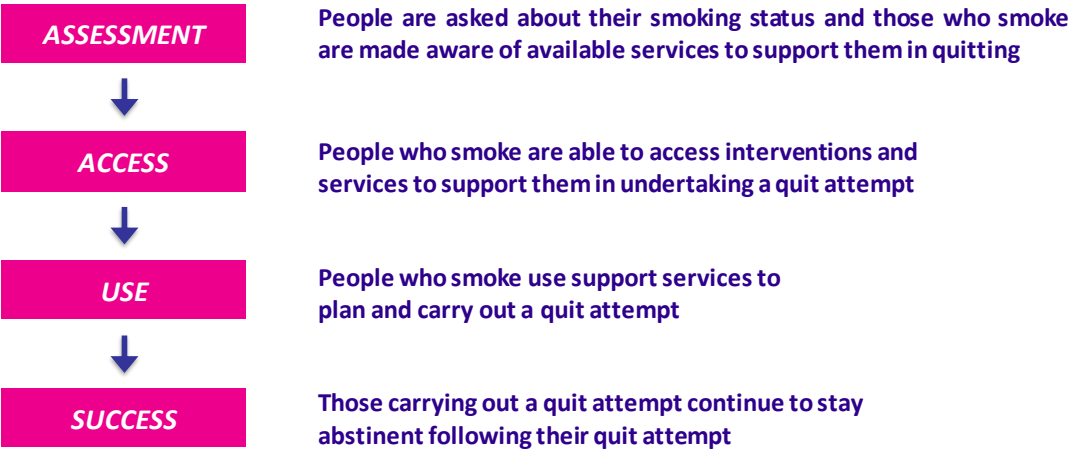 ASSESSMENT
People are asked about their smoking status and those who smoke
are made aware of available services to support them in quitting
ACCESS
People who smoke are able to access interventions and
services to support them in undertaking a quit attempt
USE
People who smoke use support services to
plan and carry out a quit attempt
SUCCESS
Those carrying out a quit attempt continue to stay
abstinent following their quit attempt